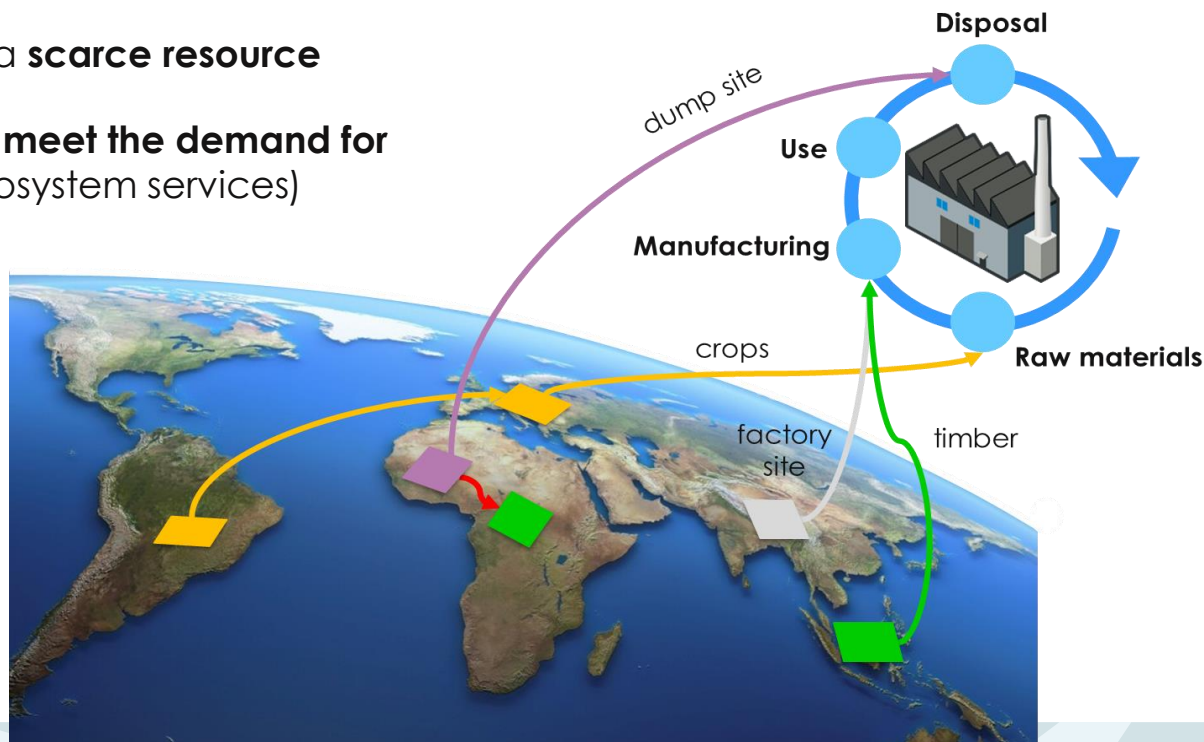 a scarce resource
meet the demand for
osystem services)
Disposal
dump site
Use
Manufacturing
crops
Raw materials
factory
site
timber